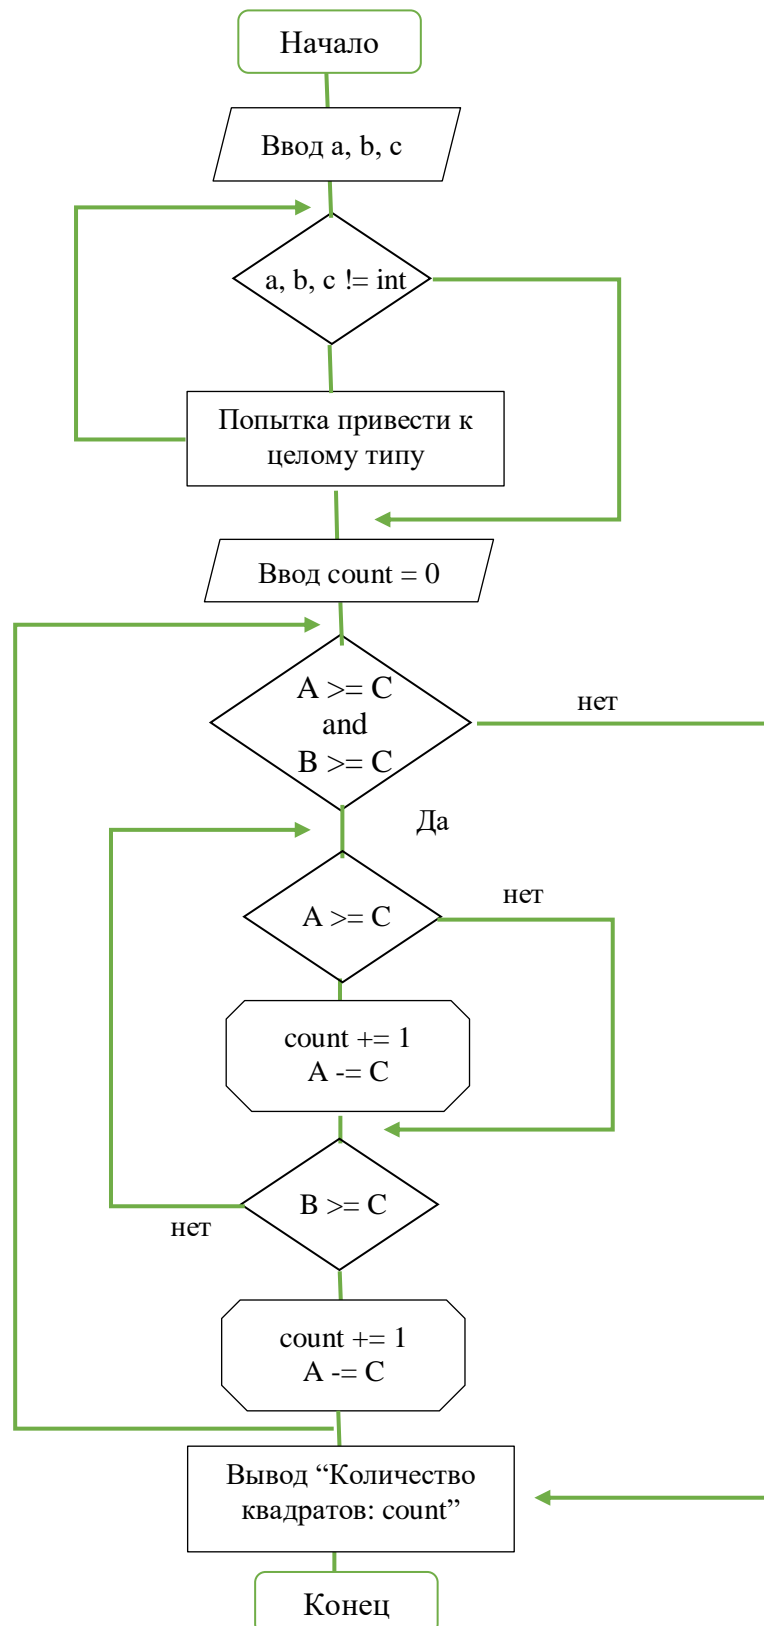 Начало
Ввод a, b, c
a, b, c != int
Попытка привести к
целому типу
Ввод count = 0
A >= C
and
B >= C
нет
Да
A >= C
нет
count += 1
A -= C
B >= C
нет
count += 1
A -= C
Вывод “Количество
квадратов: count”
Конец